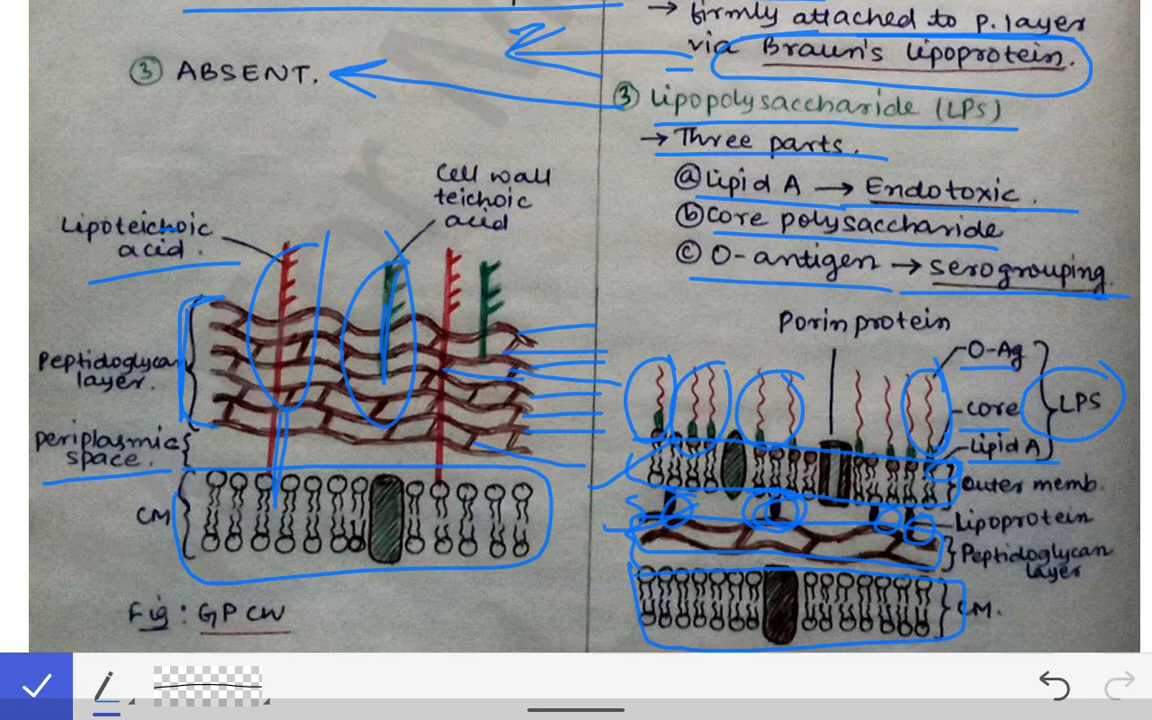 → firmly attached to p. layer
via Braun's lipoprotein.
③ ABSENT.
③ Lipopolysaccharide (LPS)
→ Three parts.
ⓐ Lipid A → Endotoxic.
ⓑ Core polysaccharide
ⓒ O-antigen → serogrouping.
Cell wall
teichoic
acid
Lipoteichoic
acid.
Peptidoglycan
layer.
periplasmic
space.
CM
Fig: GP CW
Porin protein
O-Ag
core
LPS
Lipid A
Outer memb.
Lipoprotein
Peptidoglycan
layer
CM.